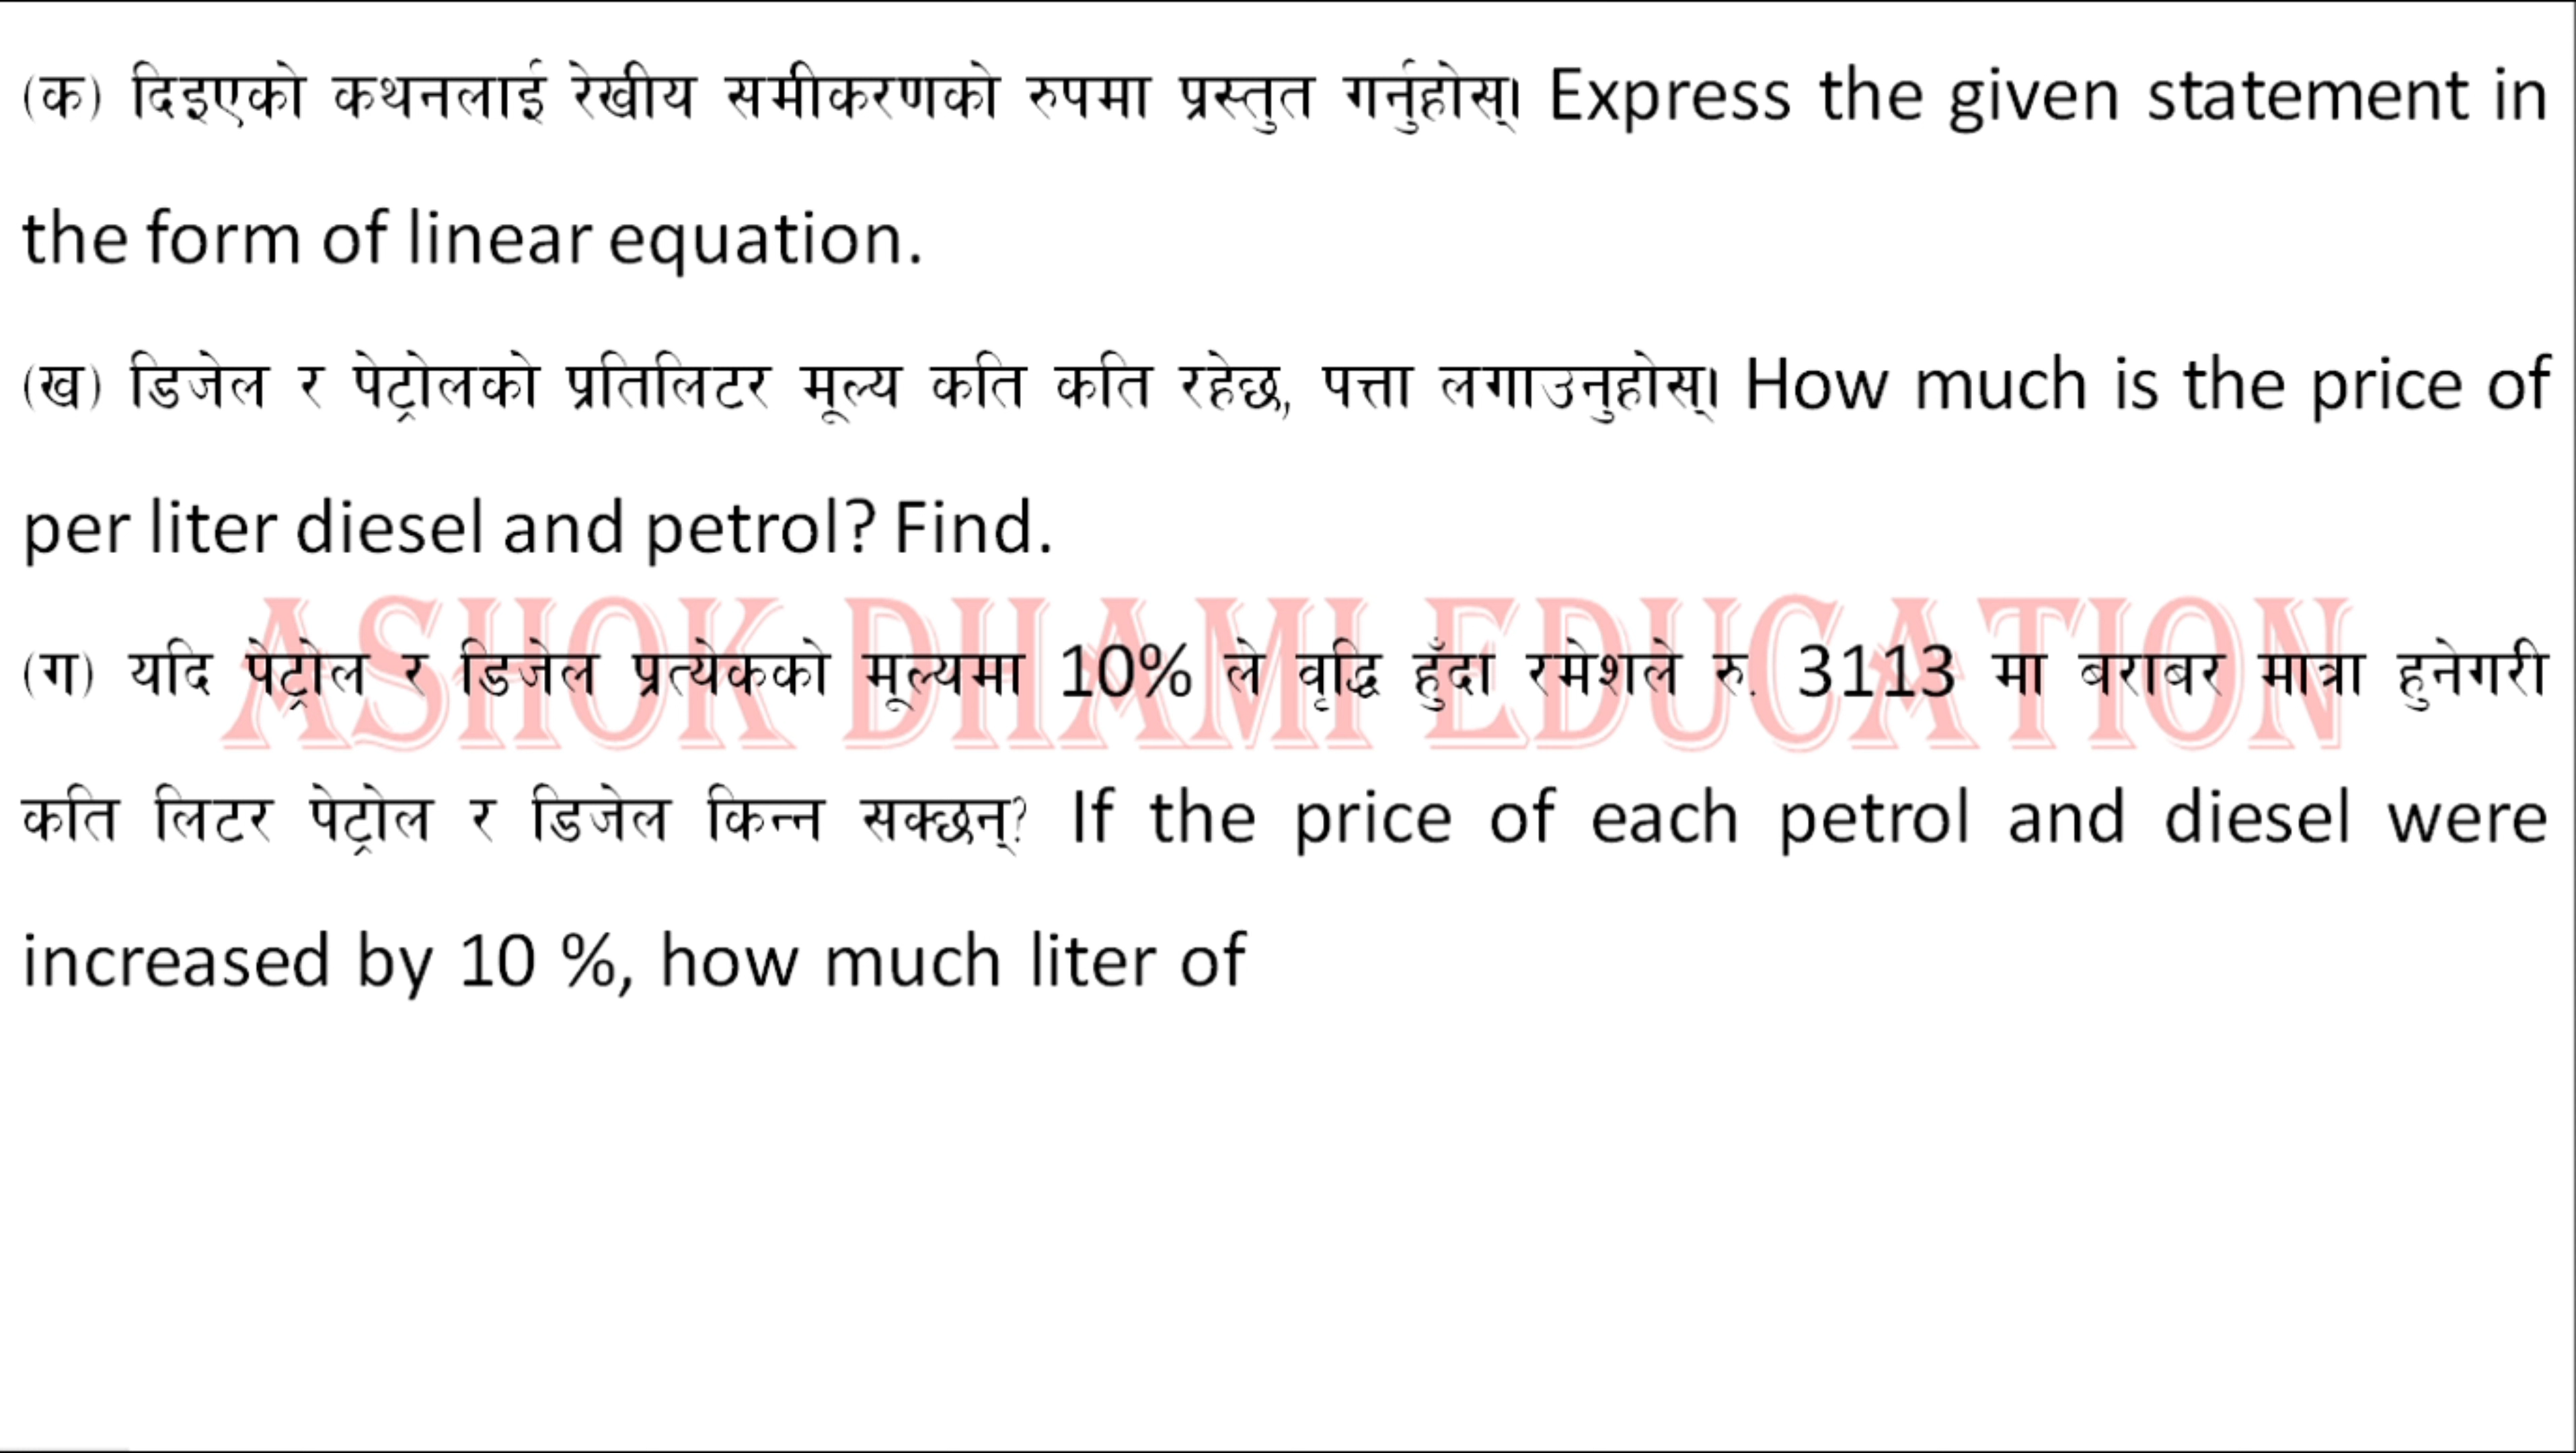 (क) दिइएको कथनलाई रेखीय समीकरणको रुपमा प्रस्तुत गर्नुहोस्। Express the given statement in
the form of linear equation.
(ख) डिजेल र पेट्रोलको प्रतिलिटर मूल्य कति कति रहेछ, पत्ता लगाउनुहोस्। How much is the price of
per liter diesel and petrol? Find.
ASHOK DHAMI EDUCATION
(ग) यदि पेट्रोल र डिजेल प्रत्येकको मूल्यमा 10% ले वृद्धि हुँदा रमेशले रु. 3113 मा बराबर मात्रा हुनेगरी
कति लिटर पेट्रोल र डिजेल किन्न सक्छन्? If the price of each petrol and diesel were
increased by 10 %, how much liter of